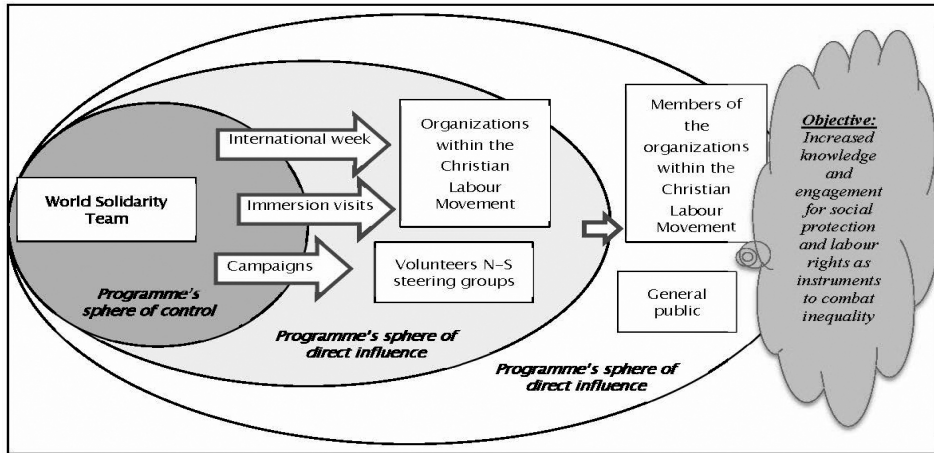 World Solidarity
Team
Programme's
sphere of control
International week
Immersion visits
Campaigns
Organizations
within the
Christian
Labour
Movement
Volunteers N-S
steering groups
Programme's sphere of
direct influence
Members of
the
organizations
within the
Christian
Labour
Movement
General
public
Programme's sphere of
direct influence
Objective:
Increased
knowledge
and
engagement
for social
protection
and labour
rights as
instruments
to combat
inequality